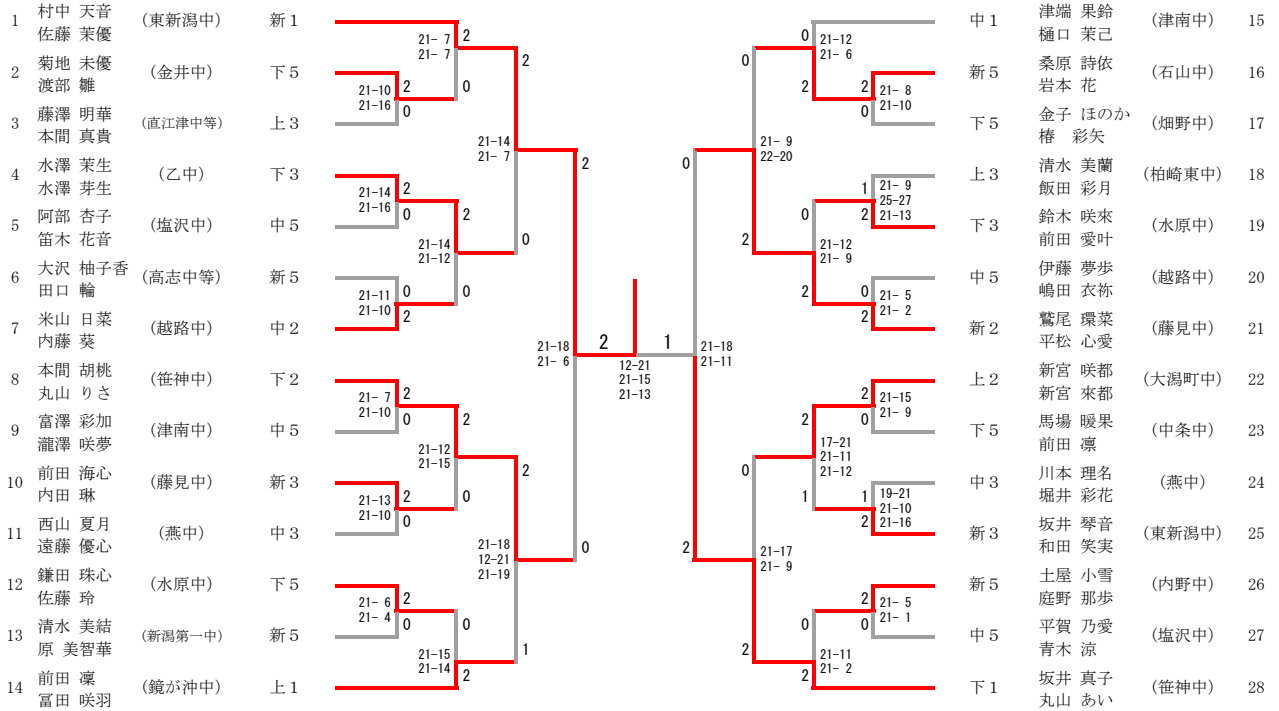 1 村中 天音 佐藤 茉優 (東新潟中) 新1
2 菊地 未優 渡部 雛 (金井中) 下5
3 藤澤 明華 本間 真貴 (直江津中等) 上3
4 水澤 茉生 水澤 芽生 (乙中) 下3
5 阿部 杏子 笛木 花音 (塩沢中) 中5
6 大沢 柚子香 田口 輪 (高志中等) 新5
7 米山 日菜 内藤 葵 (越路中) 中2
8 本間 胡桃 丸山 りさ (笹神中) 下2
9 富澤 彩加 瀧澤 咲夢 (津南中) 中5
10 前田 海心 内田 琳 (藤見中) 新3
11 西山 夏月 遠藤 優心 (燕中) 中3
12 鎌田 珠心 佐藤 玲 (水原中) 下5
13 清水 美結 原 美智華 (新潟第一中) 新5
14 前田 凜 冨田 咲羽 (鏡が沖中) 上1
21- 7 2
21- 7 0
21-10 2
21-16 0
2
21-14
21- 7
0
21-14 2
21-16 0
2
21-14
21-12
0
21-11 0
21-10 2
2
21-18
21- 6
0
21- 7 2
21-10 0
2
21-12
21-15
0
21-13 2
21-10 0
2
21-18
12-21
21-19
1
21- 6 2
21- 4 0
0
21-15
21-14
2
2 1
12-21
21-15
21-13
0 21-12
21- 6
2
2 21- 8
0 21-10
0
21- 9
22-20
2
1 21- 9
25-27
2 21-13
0
21-12
21- 9
2
0 21- 5
2 21- 2
0
21-18
21-11
2
2 21-15
0 21- 9
2
17-21
21-11
21-12
1
1 19-21
21-10
2 21-16
0
21-17
21- 9
2
2 21- 5
0 21- 1
0
21-11
21- 2
2
中1 津端 果鈴 樋口 茉己 (津南中) 15
新5 桑原 詩依 岩本 花 (石山中) 16
下5 金子 ほのか 椿 彩矢 (畑野中) 17
上3 清水 美蘭 飯田 彩月 (柏崎東中) 18
下3 鈴木 咲來 前田 愛叶 (水原中) 19
中5 伊藤 夢歩 嶋田 衣祢 (越路中) 20
新2 鷲尾 環菜 平松 心愛 (藤見中) 21
上2 新宮 咲都 新宮 來都 (大潟町中) 22
下5 馬場 暖果 前田 凛 (中条中) 23
中3 川本 理名 堀井 彩花 (燕中) 24
新3 坂井 琴音 和田 笑実 (東新潟中) 25
新5 土屋 小雪 庭野 那歩 (内野中) 26
中5 平賀 乃愛 青木 涼 (塩沢中) 27
下1 坂井 真子 丸山 あい (笹神中) 28